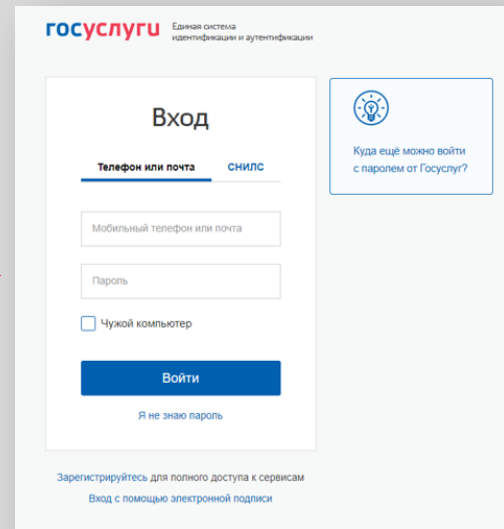 госуслуги
Единая система
идентификации и аутентификации
Вход
Телефон или почта СНИЛС
Мобильный телефон или почта
Пароль
Чужой компьютер
Войти
Я не знаю пароль
Куда ещё можно войти
с паролем от Госуслуг?
Зарегистрируйтесь для полного доступа к сервисам
Вход с помощью электронной подписи